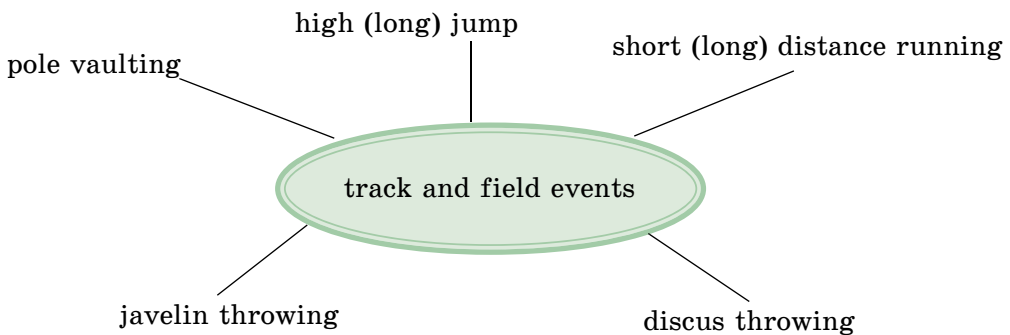 high (long) jump
short (long) distance running
pole vaulting
track and field events
javelin throwing
discus throwing